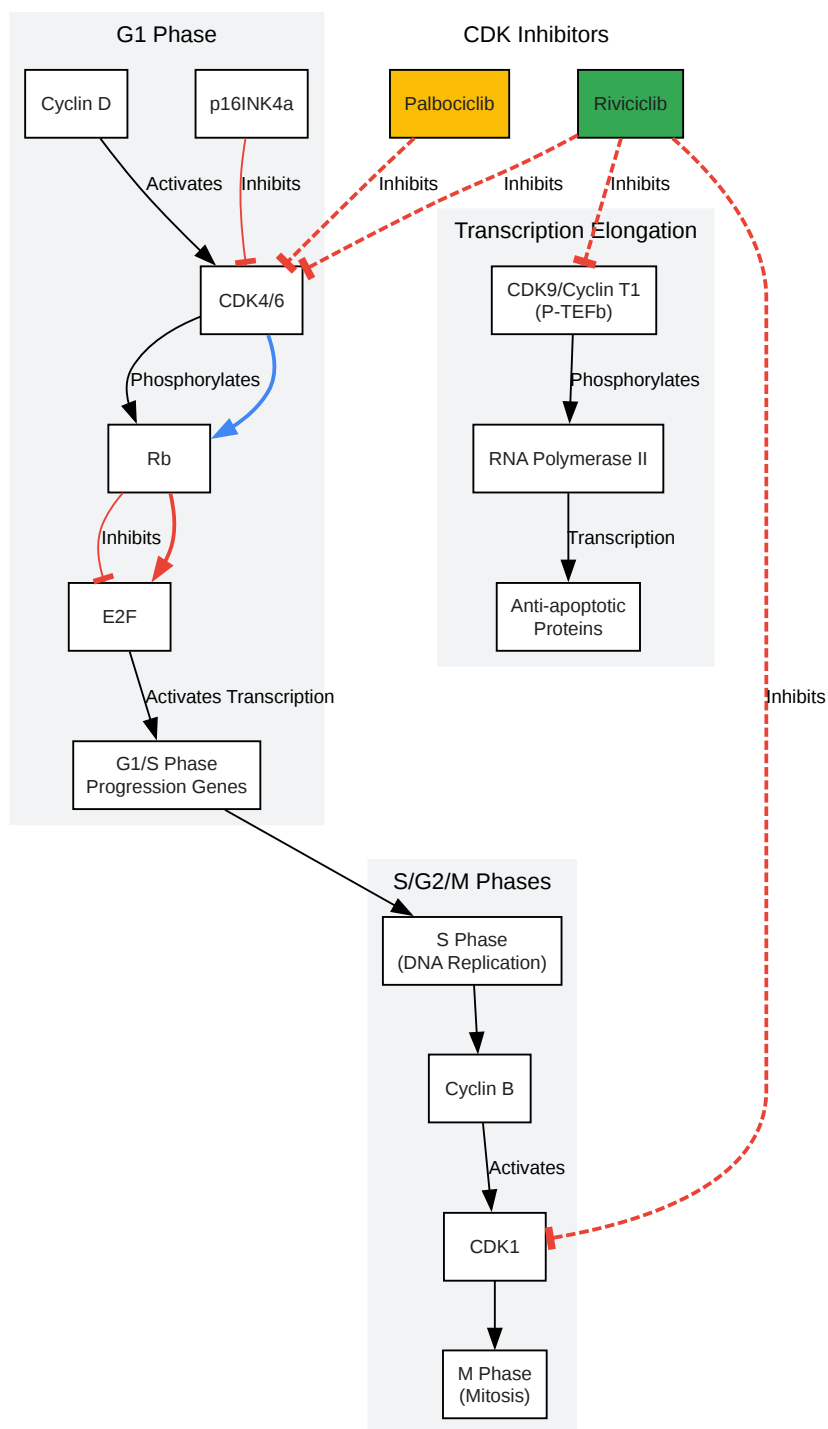 G1 Phase
CDK Inhibitors
Cyclin D
p16INK4a
Palbociclib
Riviciclib
Activates
Inhibits
Inhibits
Inhibits
Inhibits
Transcription Elongation
CDK4/6
CDK9/Cyclin T1
(P-TEFb)
Phosphorylates
Phosphorylates
Rb
RNA Polymerase II
Inhibits
Transcription
E2F
Anti-apoptotic
Proteins
Activates Transcription
Inhibits
G1/S Phase
Progression Genes
S/G2/M Phases
S Phase
(DNA Replication)
Cyclin B
Activates
CDK1
M Phase
(Mitosis)